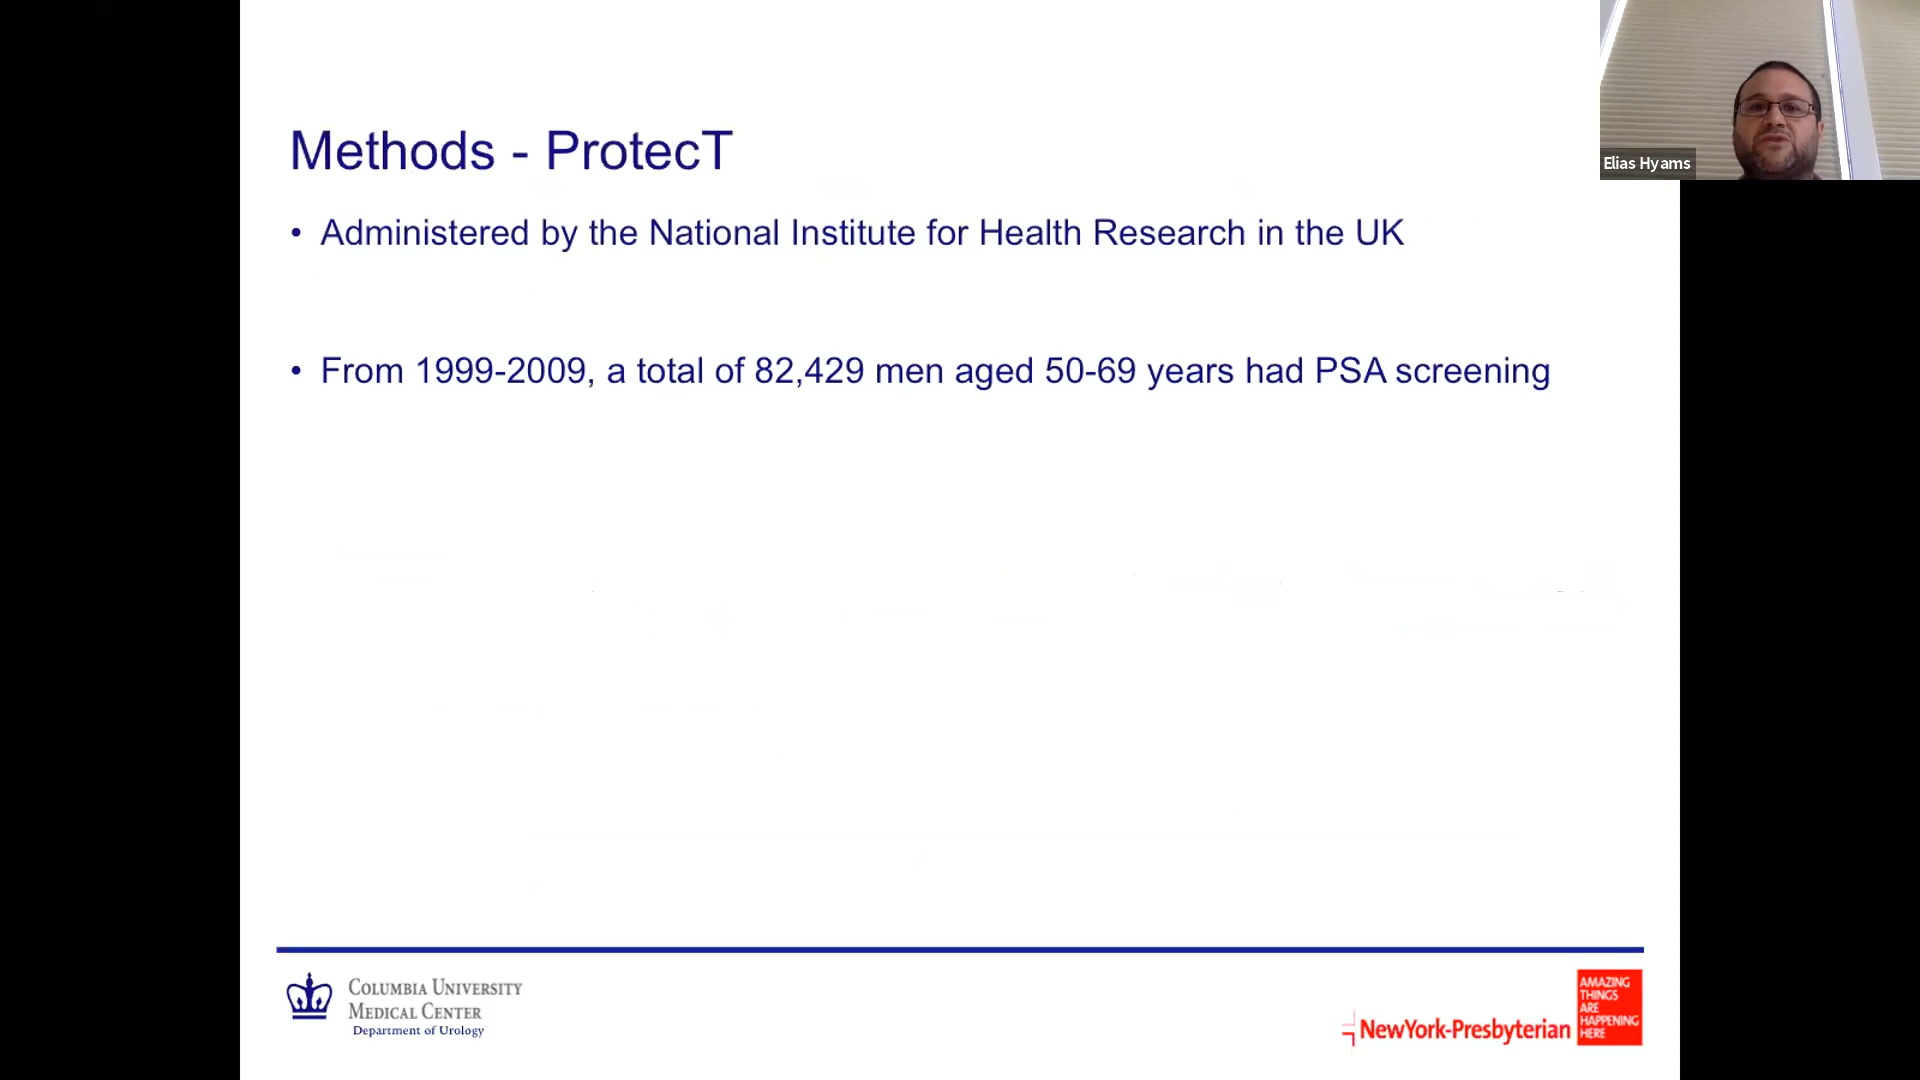 Methods - ProtecT
• Administered by the National Institute for Health Research in the UK
• From 1999-2009, a total of 82,429 men aged 50-69 years had PSA screening
Elias Hyams
COLUMBIA UNIVERSITY
MEDICAL CENTER
Department of Urology
NewYork-Presbyterian
AMAZING
THINGS
ARE
HAPPENING
HERE